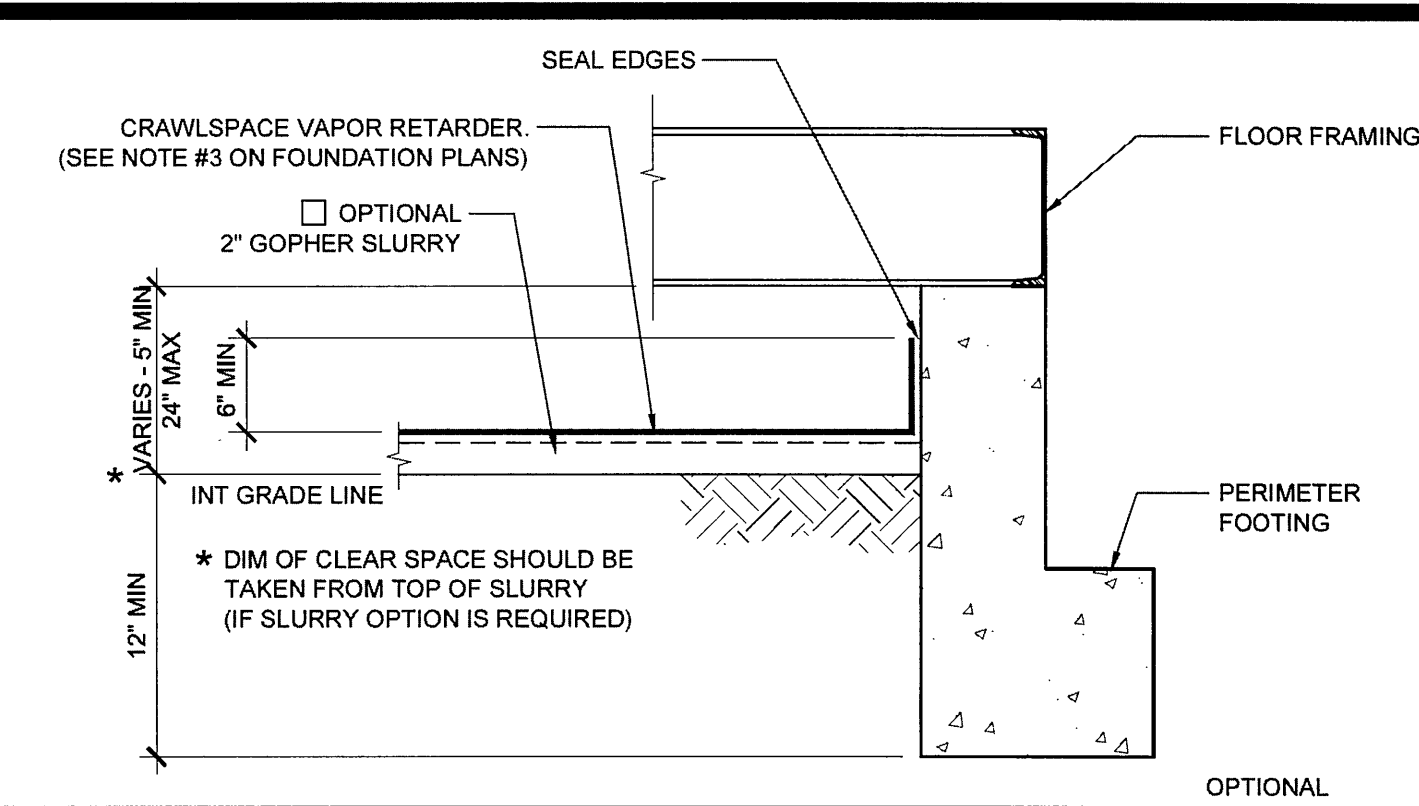 SEAL EDGES
CRAWLSPACE VAPOR RETARDER.
(SEE NOTE #3 ON FOUNDATION PLANS)
FLOOR FRAMING
OPTIONAL
2" GOPHER SLURRY
* VARIES - 5" MIN
24" MAX
6" MIN
INT GRADE LINE
PERIMETER
FOOTING
* DIM OF CLEAR SPACE SHOULD BE
TAKEN FROM TOP OF SLURRY
(IF SLURRY OPTION IS REQUIRED)
12" MIN
OPTIONAL